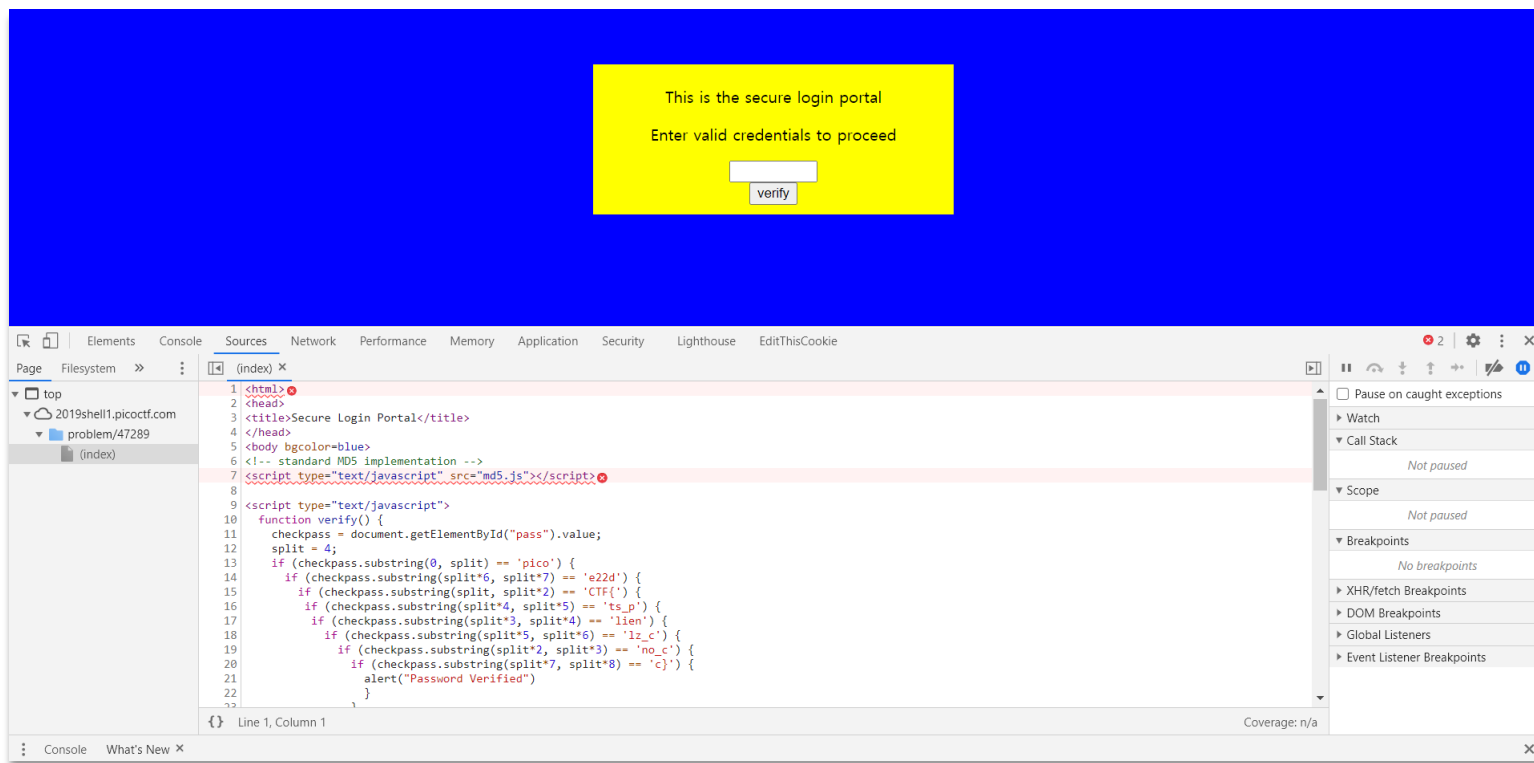 This is the secure login portal
Enter valid credentials to proceed
verify
Elements Console Sources Network Performance Memory Application Security Lighthouse EditThisCookie 2
Page Filesystem » (index) ×
top
2019shell1.picoctf.com
problem/47289
(index)
1 <html>
2 <head>
3 <title>Secure Login Portal</title>
4 </head>
5 <body bgcolor=blue>
6 <!-- standard MD5 implementation -->
7 <script type="text/javascript" src="md5.js"></script>
8
9 <script type="text/javascript">
10 function verify() {
11 checkpass = document.getElementById("pass").value;
12 split = 4;
13 if (checkpass.substring(0, split) == 'pico') {
14 if (checkpass.substring(split*6, split*7) == 'e22d') {
15 if (checkpass.substring(split, split*2) == 'CTF{') {
16 if (checkpass.substring(split*4, split*5) == 'ts_p') {
17 if (checkpass.substring(split*3, split*4) == 'lien') {
18 if (checkpass.substring(split*5, split*6) == 'lz_c') {
19 if (checkpass.substring(split*2, split*3) == 'no_c') {
20 if (checkpass.substring(split*7, split*8) == 'c}') {
21 alert("Password Verified")
22 }
23 }
{} Line 1, Column 1 Coverage: n/a
Pause on caught exceptions
Watch
Call Stack
Not paused
Scope
Not paused
Breakpoints
No breakpoints
XHR/fetch Breakpoints
DOM Breakpoints
Global Listeners
Event Listener Breakpoints
Console What's New ×